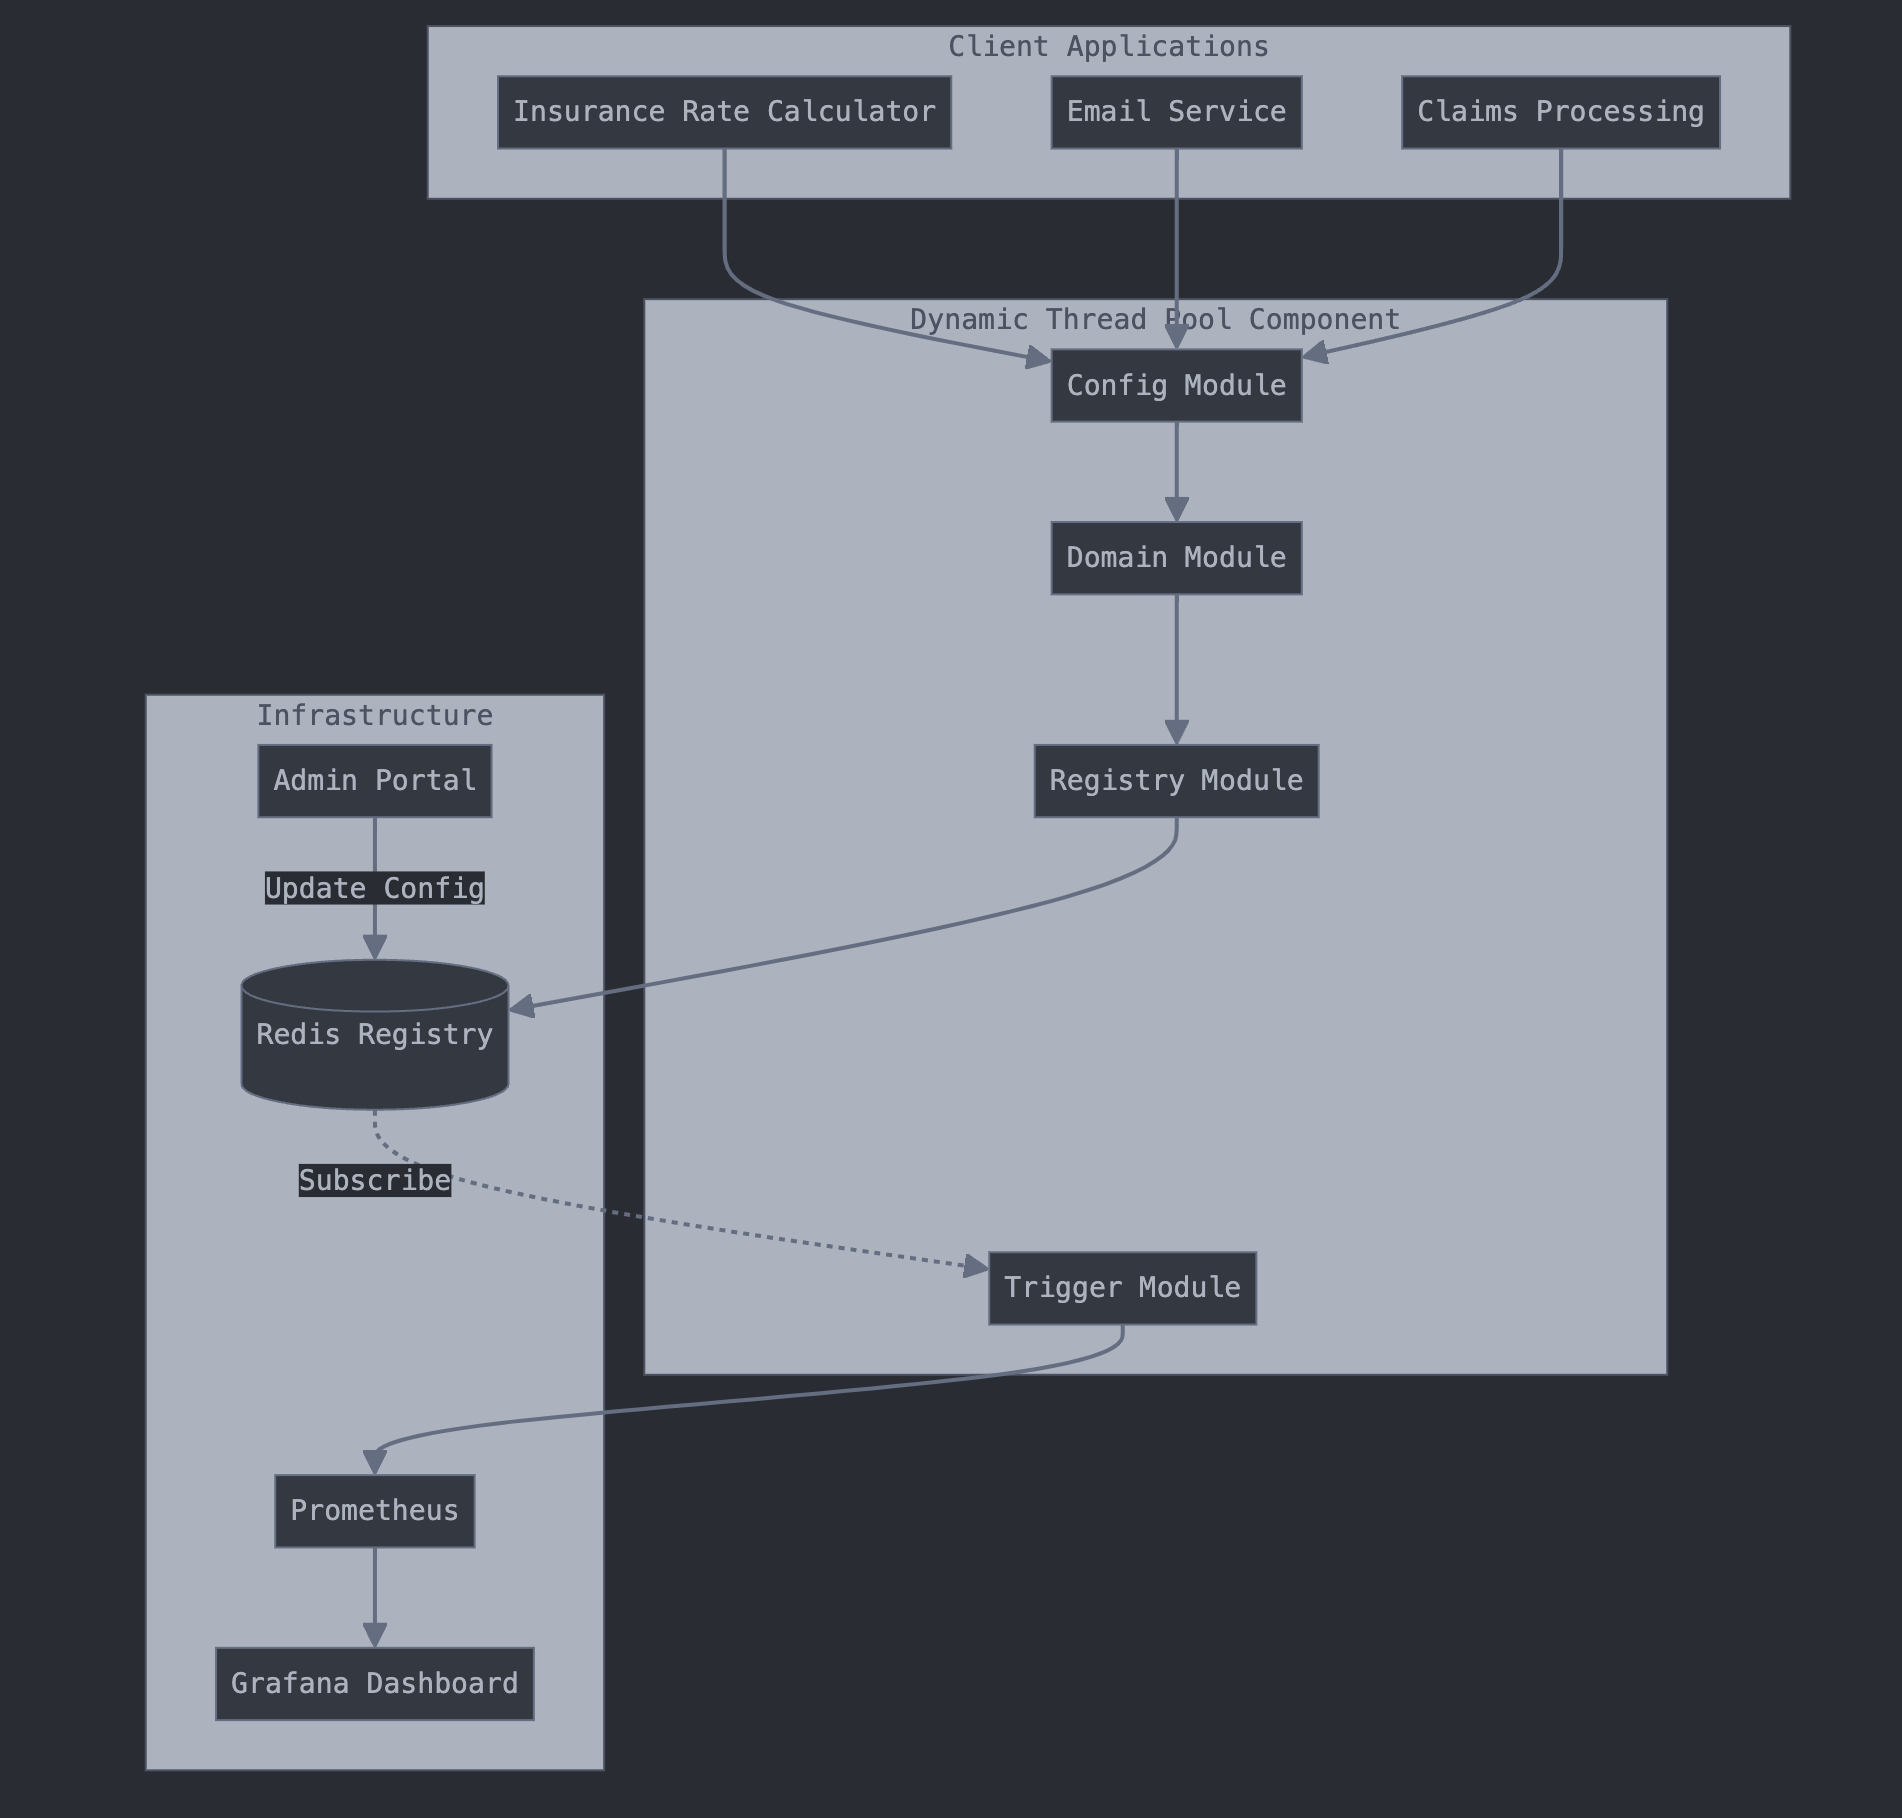 Client Applications
Insurance Rate Calculator
Email Service
Claims Processing
Dynamic Thread Pool Component
Config Module
Domain Module
Registry Module
Infrastructure
Admin Portal
Update Config
Redis Registry
Subscribe
Trigger Module
Prometheus
Grafana Dashboard